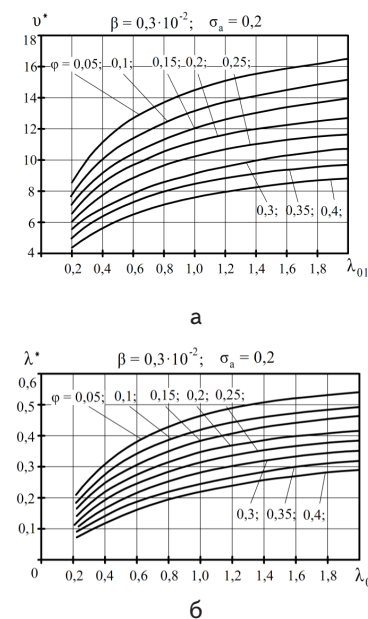 υ*
β = 0,3·10⁻²; σₐ = 0,2
18
16
14
12
10
8
6
4
φ = 0,05; 0,1; 0,15; 0,2; 0,25;
0,3; 0,35; 0,4;
0,2 0,4 0,6 0,8 1,0 1,2 1,4 1,6 1,8 λ₀₁
а
λ*
β = 0,3·10⁻²; σₐ = 0,2
0,6
0,5
0,4
0,3
0,2
0,1
φ = 0,05; 0,1; 0,15; 0,2; 0,25;
0,3; 0,35; 0,4;
0 0,2 0,4 0,6 0,8 1,0 1,2 1,4 1,6 1,8 λ₀
б